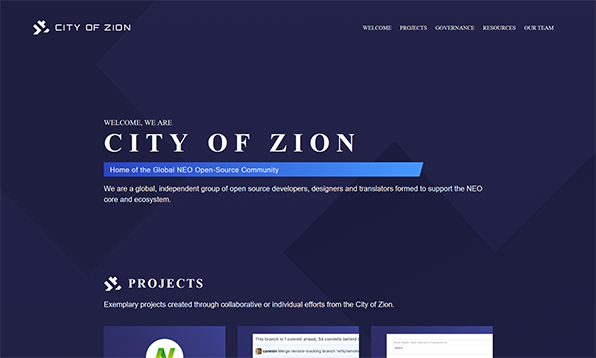 CITY OF ZION
WELCOME PROJECTS GOVERNANCE RESOURCES OUR TEAM
WELCOME, WE ARE
CITY OF ZION
Home of the Global NEO Open-Source Community
We are a global, independent group of open source developers, designers and translators formed to support the NEO
core and ecosystem.
PROJECTS
Exemplary projects created through collaborative or individual efforts from the City of Zion.
This branch is 1 commit ahead, 34 commits behind
Merge remote-tracking branch